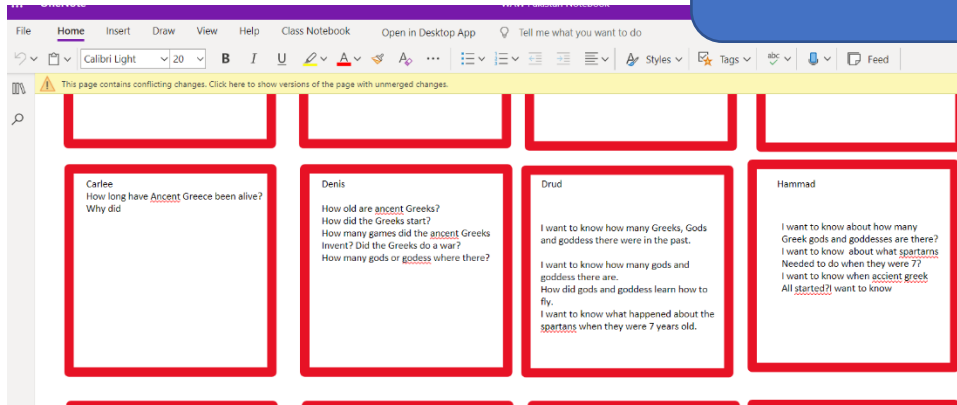 File Home Insert Draw View Help Class Notebook Open in Desktop App Tell me what you want to do
Calibri Light 20 B I U A A Styles Tags abc Feed
This page contains conflicting changes. Click here to show versions of the page with unmerged changes.
Carlee
How long have Ancent Greece been alive?
Why did
Denis
How old are ancent Greeks?
How did the Greeks start?
How many games did the ancent Greeks
Invent? Did the Greeks do a war?
How many gods or godess where there?
Drud
I want to know how many Greeks, Gods
and goddess there were in the past.
I want to know how many gods and
goddess there are.
How did gods and goddess learn how to
fly.
I want to know what happened about the
spartans when they were 7 years old.
Hammad
I want to know about how many
Greek gods and goddesses are there?
I want to know about what spartarns
Needed to do when they were 7?
I want to know when accient greek
All started?I want to know